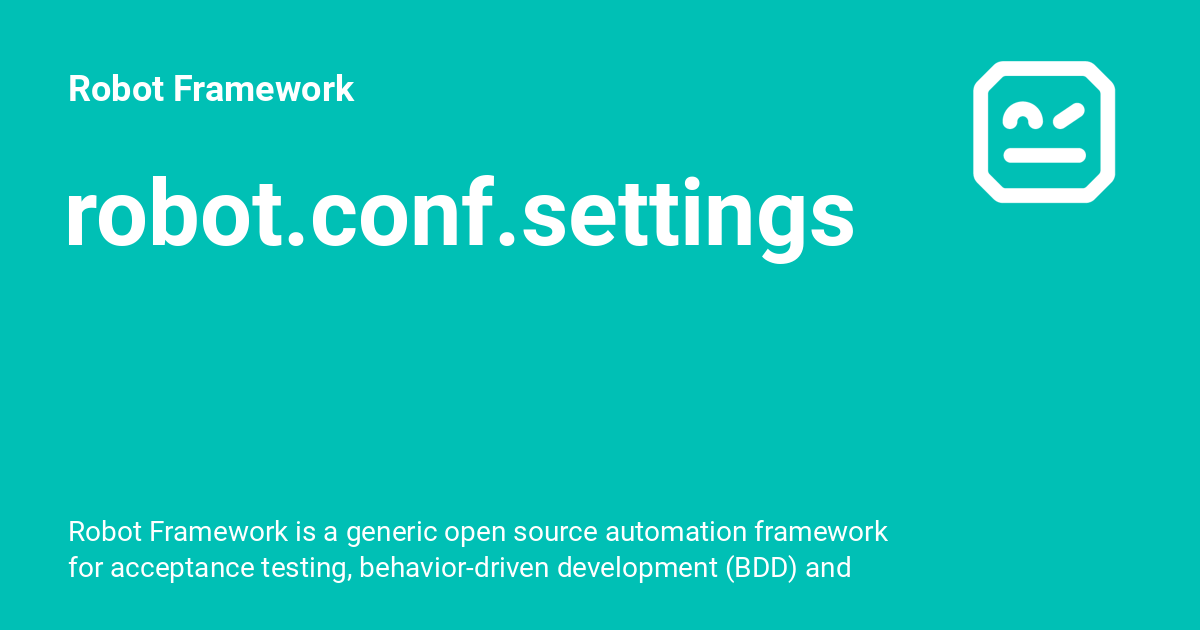 Robot Framework
robot.conf.settings
Robot Framework is a generic open source automation framework
for acceptance testing, behavior-driven development (BDD) and